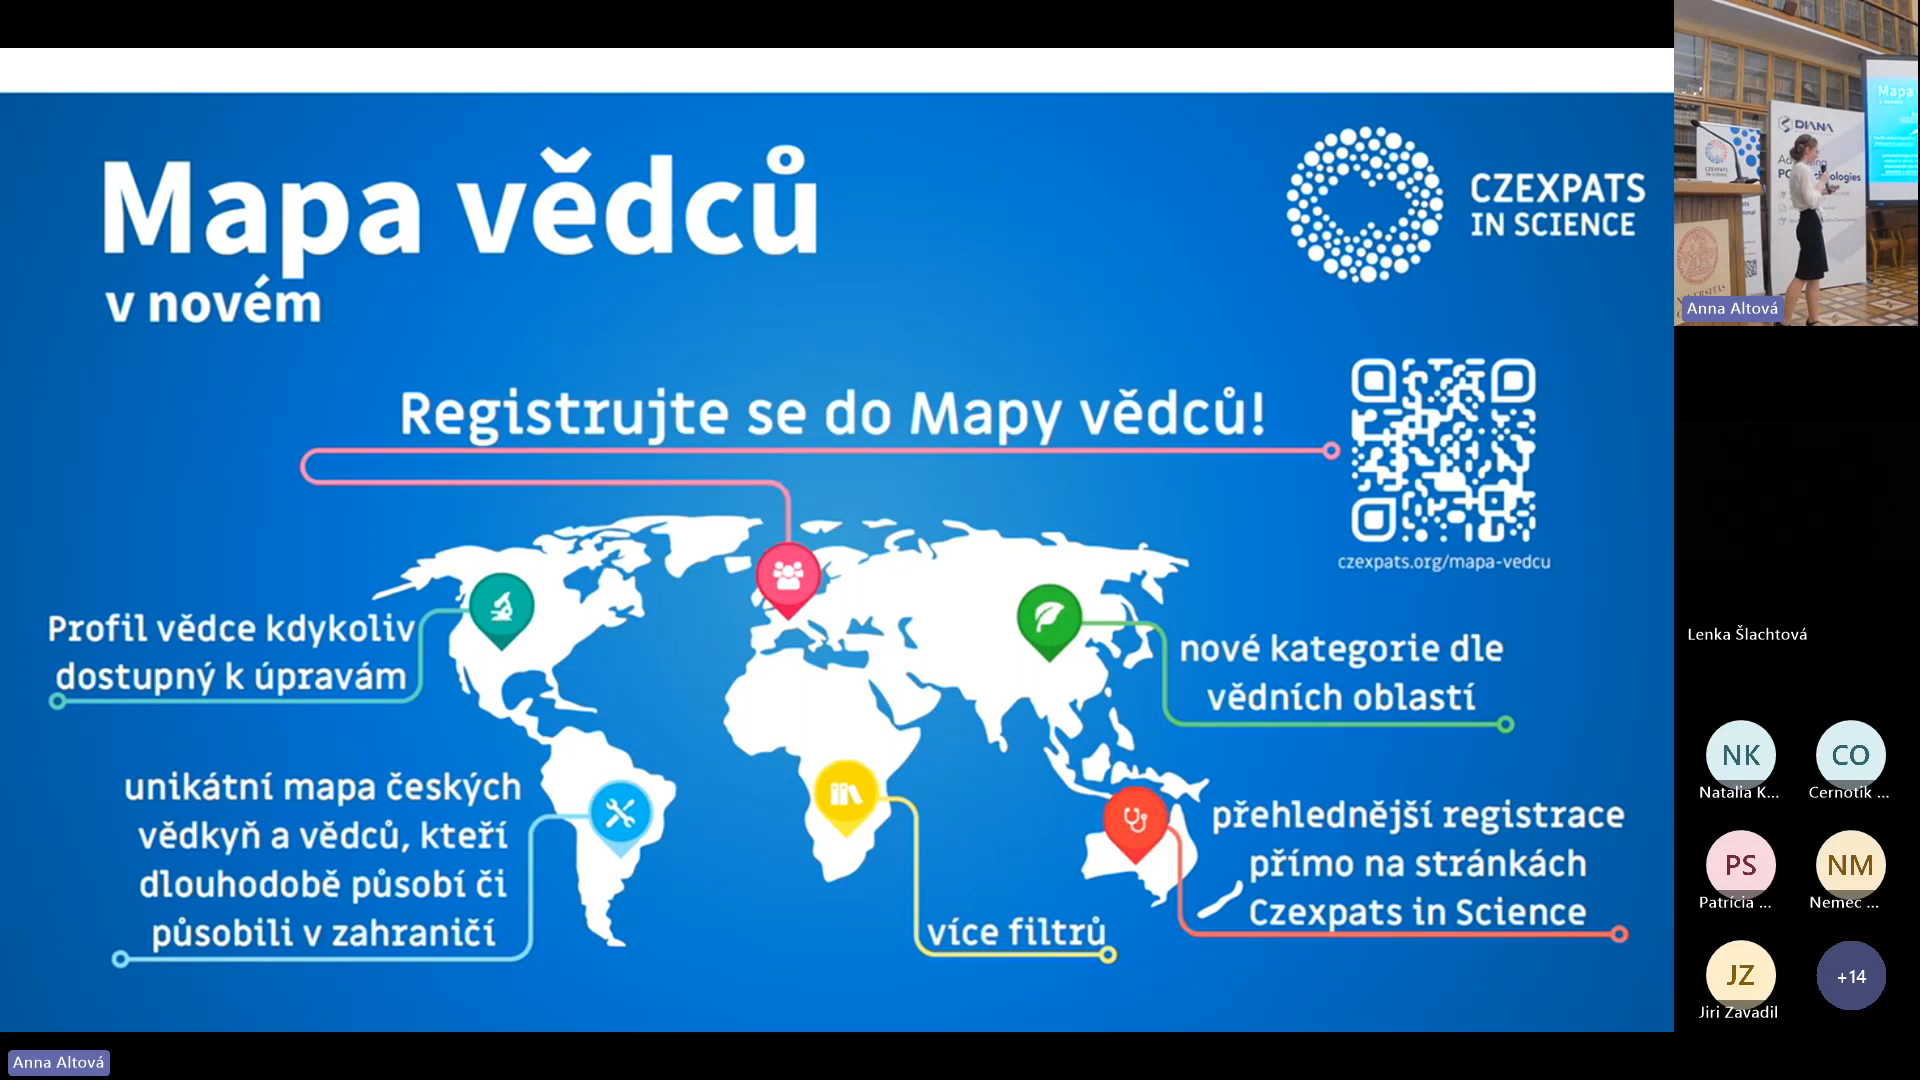 Mapa vědců
v novém
CZEXPATS
IN SCIENCE
Registrujte se do Mapy vědců!
czexpats.org/mapa-vedcu
Profil vědce kdykoliv
dostupný k úpravám
nové kategorie dle
vědních oblastí
unikátní mapa českých
vědkyň a vědců, kteří
dlouhodobě působí či
působili v zahraničí
více filtrů
přehlednější registrace
přímo na stránkách
Czexpats in Science
Anna Altová
DIANA
Mapa
Anna Altová
Lenka Šlachtová
NK
Natalia K...
CO
Cernotik ...
PS
Patrícia ...
NM
Nemec ...
JZ
Jiri Zavadil
+14